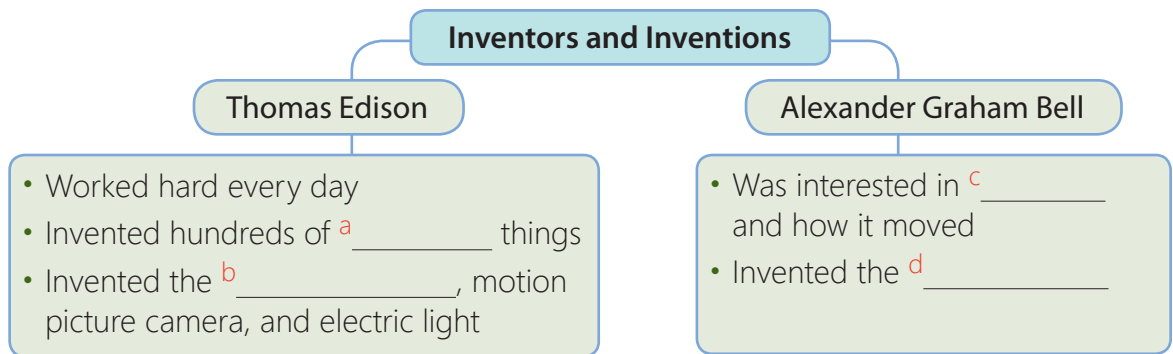 Inventors and Inventions
Thomas Edison
• Worked hard every day
• Invented hundreds of a__________ things
• Invented the b________________, motion
picture camera, and electric light
Alexander Graham Bell
• Was interested in c_________
and how it moved
• Invented the d_____________